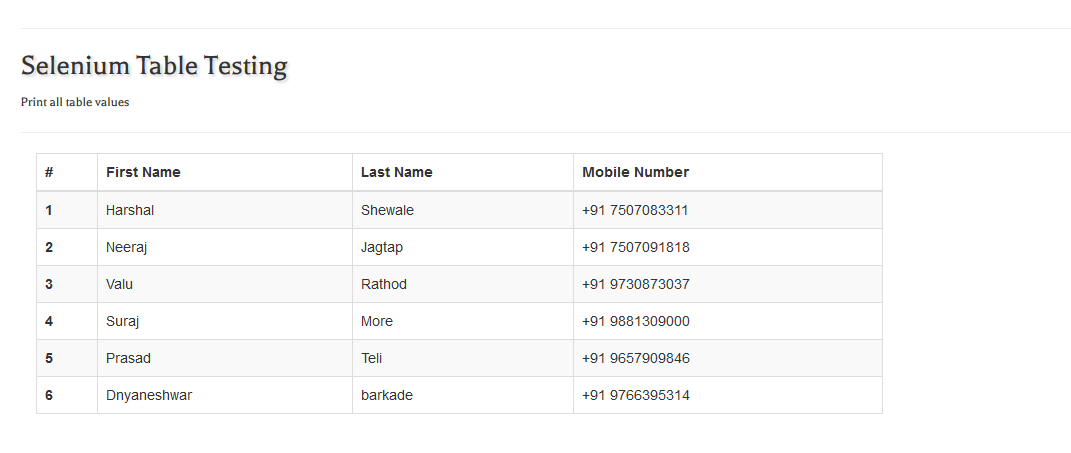 Selenium Table Testing
Print all table values
# First Name Last Name Mobile Number
1 Harshal Shewale +91 7507083311
2 Neeraj Jagtap +91 7507091818
3 Valu Rathod +91 9730873037
4 Suraj More +91 9881309000
5 Prasad Teli +91 9657909846
6 Dnyaneshwar barkade +91 9766395314